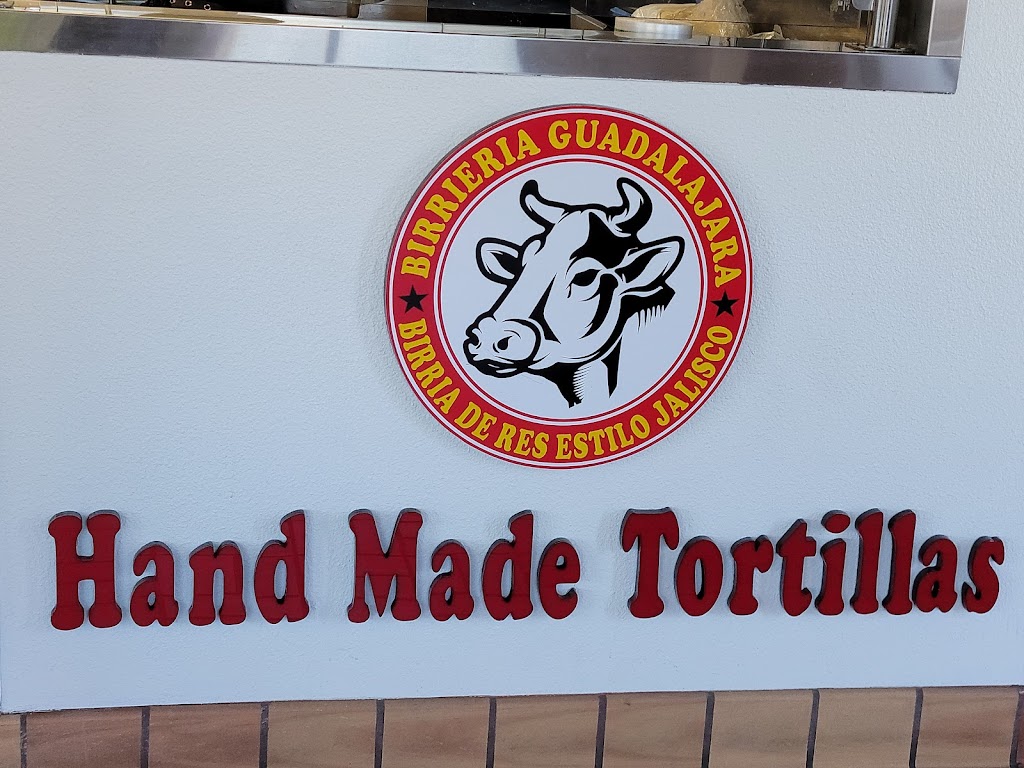 BIRRIERIA GUADALAJARA
BIRRIA DE RES ESTILO JALISCO
Hand Made Tortillas